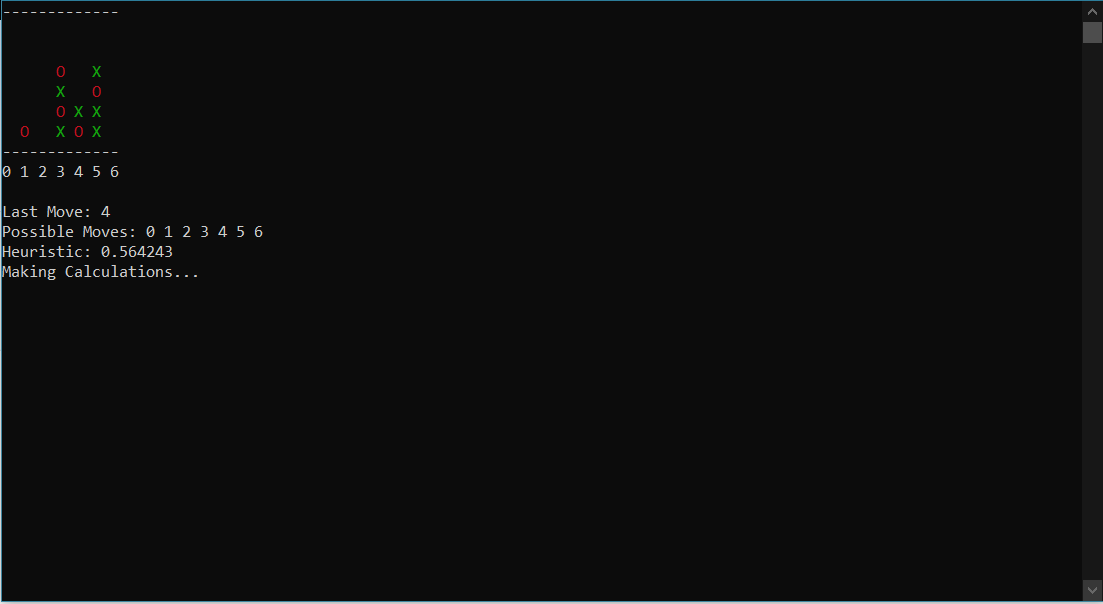 -------------
      O   X
      X   O
      O X X
  O   X O X
-------------
0 1 2 3 4 5 6
Last Move: 4
Possible Moves: 0 1 2 3 4 5 6
Heuristic: 0.564243
Making Calculations...